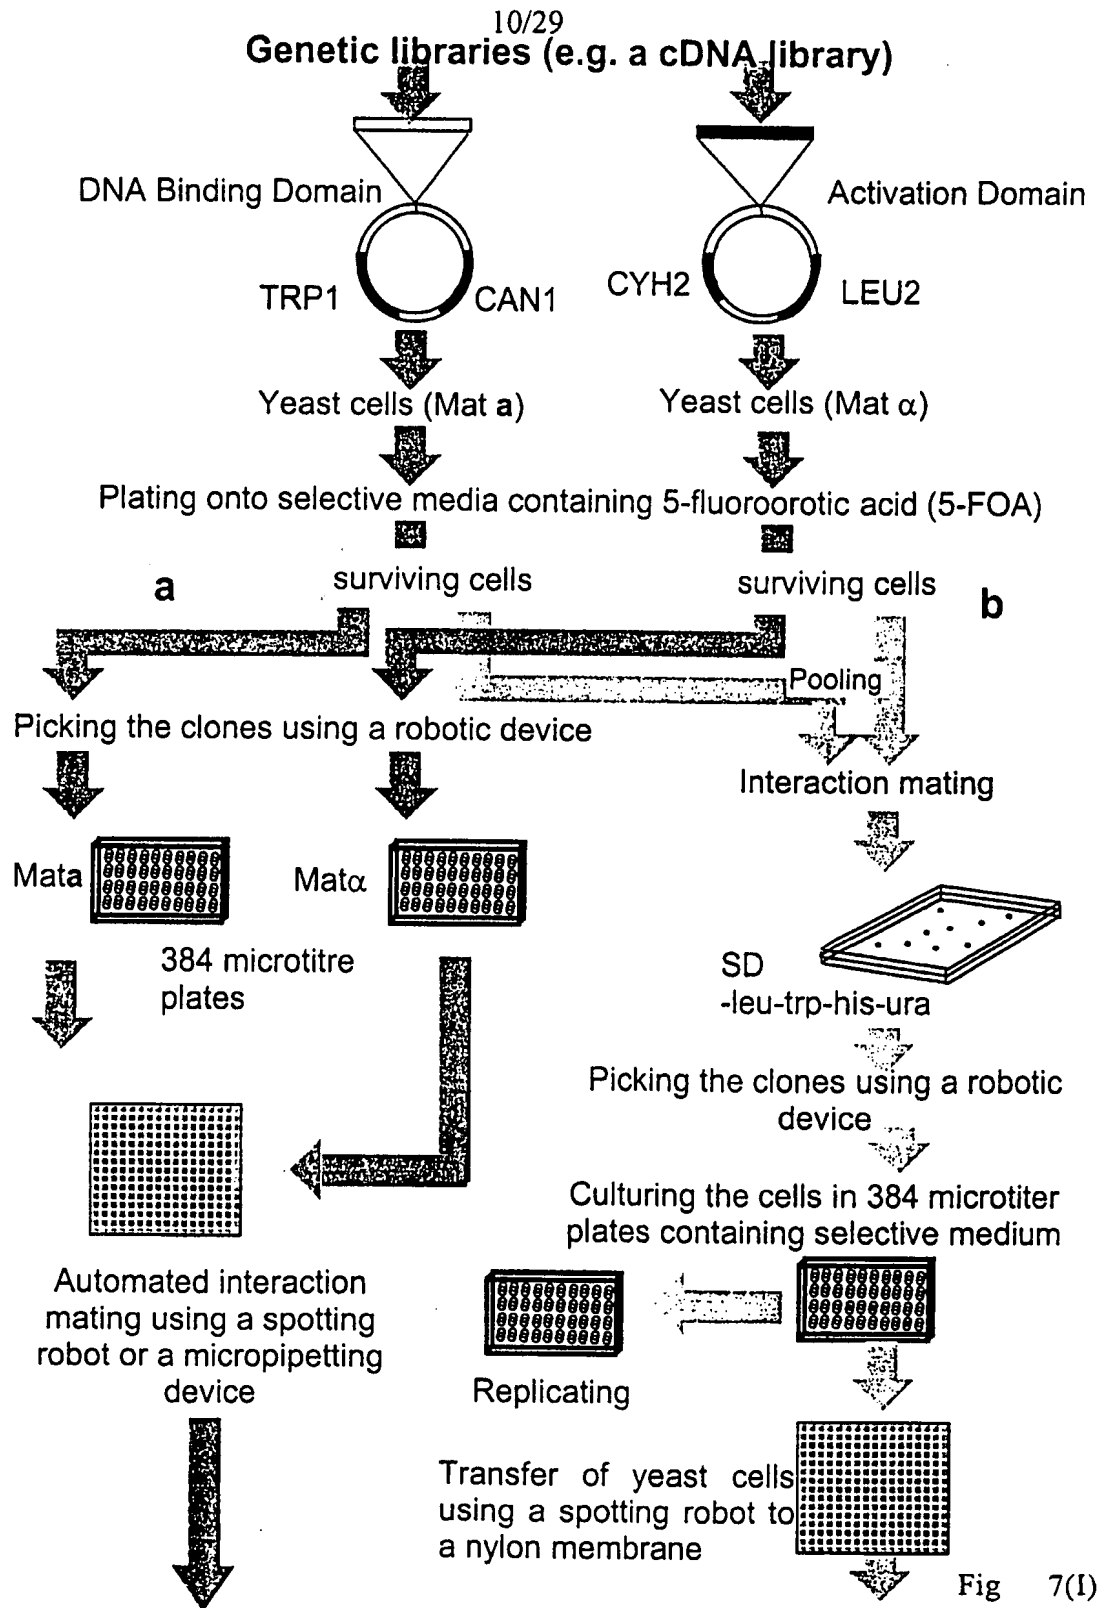 10/29
Genetic libraries (e.g. a cDNA library)
DNA Binding Domain
Activation Domain
TRP1
CAN1
CYH2
LEU2
Yeast cells (Mat a)
Yeast cells (Mat α)
Plating onto selective media containing 5-fluoroorotic acid (5-FOA)
surviving cells
surviving cells
a
b
Pooling
Picking the clones using a robotic device
Interaction mating
Mata
Matα
384 microtitre
plates
SD
-leu-trp-his-ura
Picking the clones using a robotic
device
Culturing the cells in 384 microtiter
plates containing selective medium
Automated interaction
mating using a spotting
robot or a micropipetting
device
Replicating
Transfer of yeast cells
using a spotting robot to
a nylon membrane
Fig 7(I)